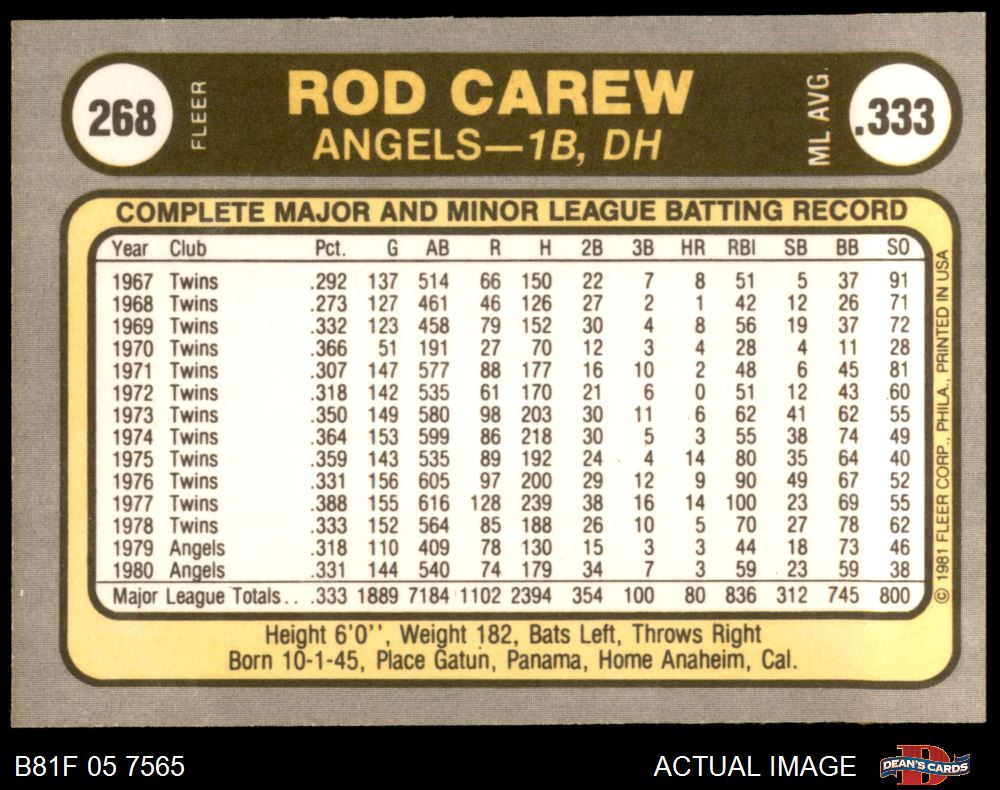 268 FLEER ROD CAREW ML AVG. .333
ANGELS—1B, DH
COMPLETE MAJOR AND MINOR LEAGUE BATTING RECORD
Year Club Pct. G AB R H 2B 3B HR RBI SB BB SO
1967 Twins .292 137 514 66 150 22 7 8 51 5 37 91
1968 Twins .273 127 461 46 126 27 2 1 42 12 26 71
1969 Twins .332 123 458 79 152 30 4 8 56 19 37 72
1970 Twins .366 51 191 27 70 12 3 4 28 4 11 28
1971 Twins .307 147 577 88 177 16 10 2 48 6 45 81
1972 Twins .318 142 535 61 170 21 6 0 51 12 43 60
1973 Twins .350 149 580 98 203 30 11 6 62 41 62 55
1974 Twins .364 153 599 86 218 30 5 3 55 38 74 49
1975 Twins .359 143 535 89 192 24 4 14 80 35 64 40
1976 Twins .331 156 605 97 200 29 12 9 90 49 67 52
1977 Twins .388 155 616 128 239 38 16 14 100 23 69 55
1978 Twins .333 152 564 85 188 26 10 5 70 27 78 62
1979 Angels .318 110 409 78 130 15 3 3 44 18 73 46
1980 Angels .331 144 540 74 179 34 7 3 59 23 59 38
Major League Totals.. .333 1889 7184 1102 2394 354 100 80 836 312 745 800
© 1981 FLEER CORP., PHILA., PRINTED IN USA
Height 6'0'', Weight 182, Bats Left, Throws Right
Born 10-1-45, Place Gatun, Panama, Home Anaheim, Cal.
B81F 05 7565 ACTUAL IMAGE DEAN'S CARDS